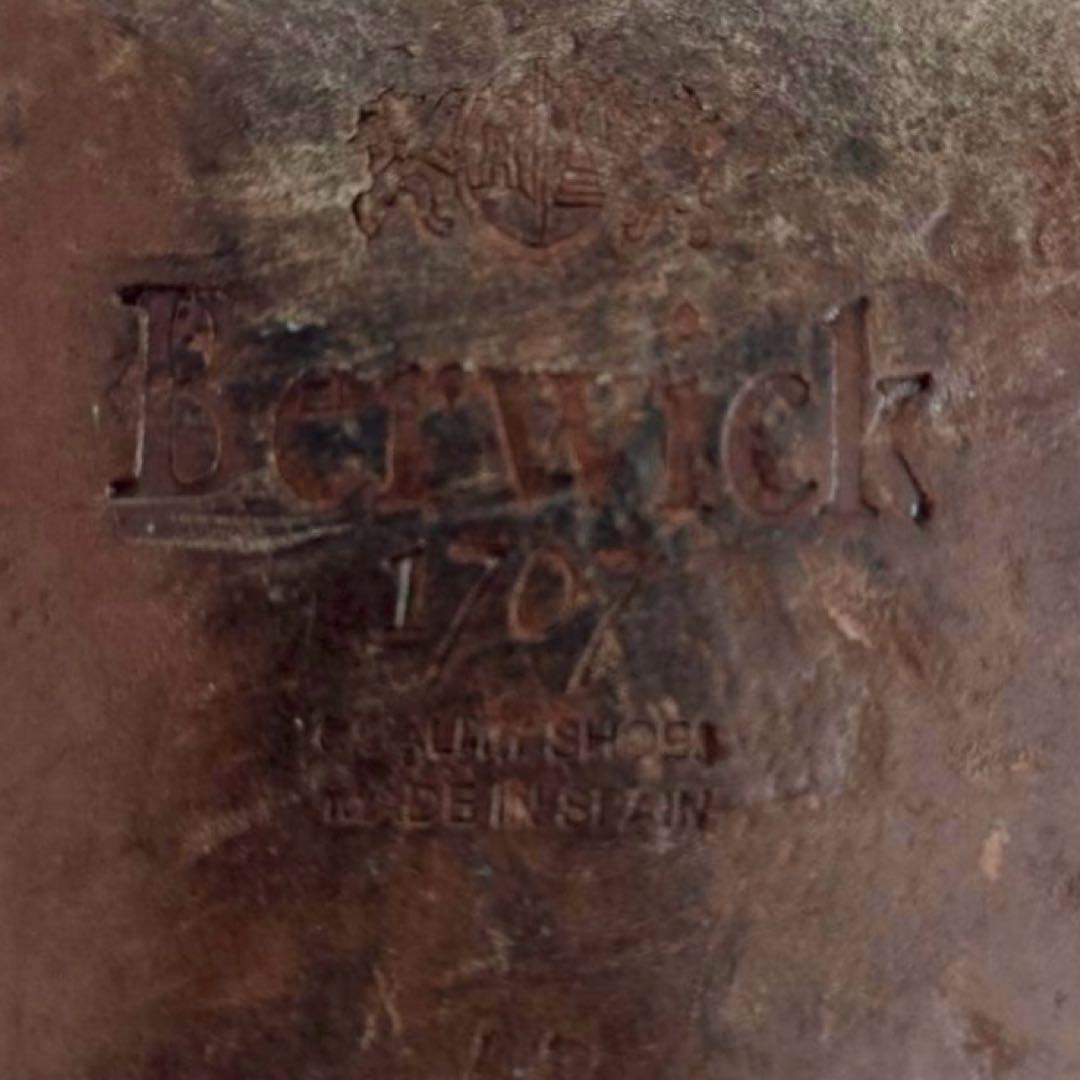 Berwick
1707
QUALITY SHOES
MADE IN SPAIN